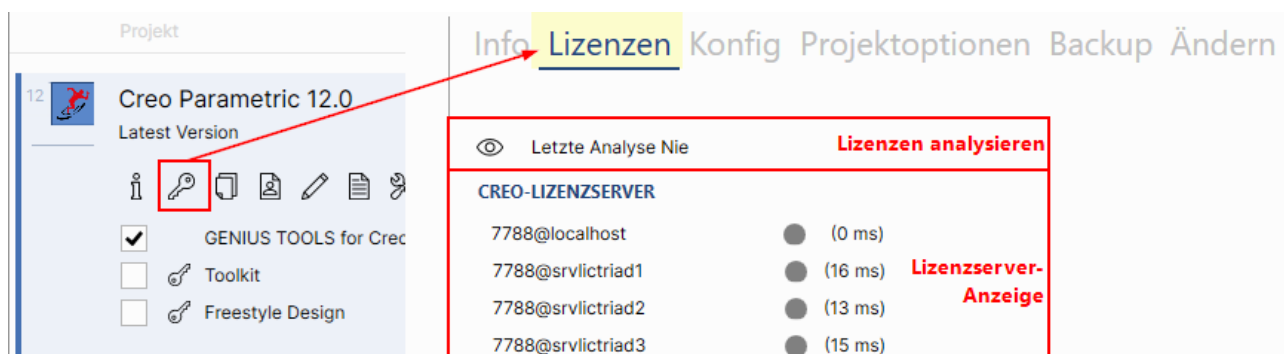 Projekt
12
Creo Parametric 12.0
Latest Version
GENIUS TOOLS for Creo
Toolkit
Freestyle Design
Info Lizenzen Konfig Projektoptionen Backup Ändern
Letzte Analyse Nie Lizenzen analysieren
CREO-LIZENZSERVER
7788@localhost (0 ms)
7788@srvlictriad1 (16 ms) Lizenzserver-
7788@srvlictriad2 (13 ms) Anzeige
7788@srvlictriad3 (15 ms)